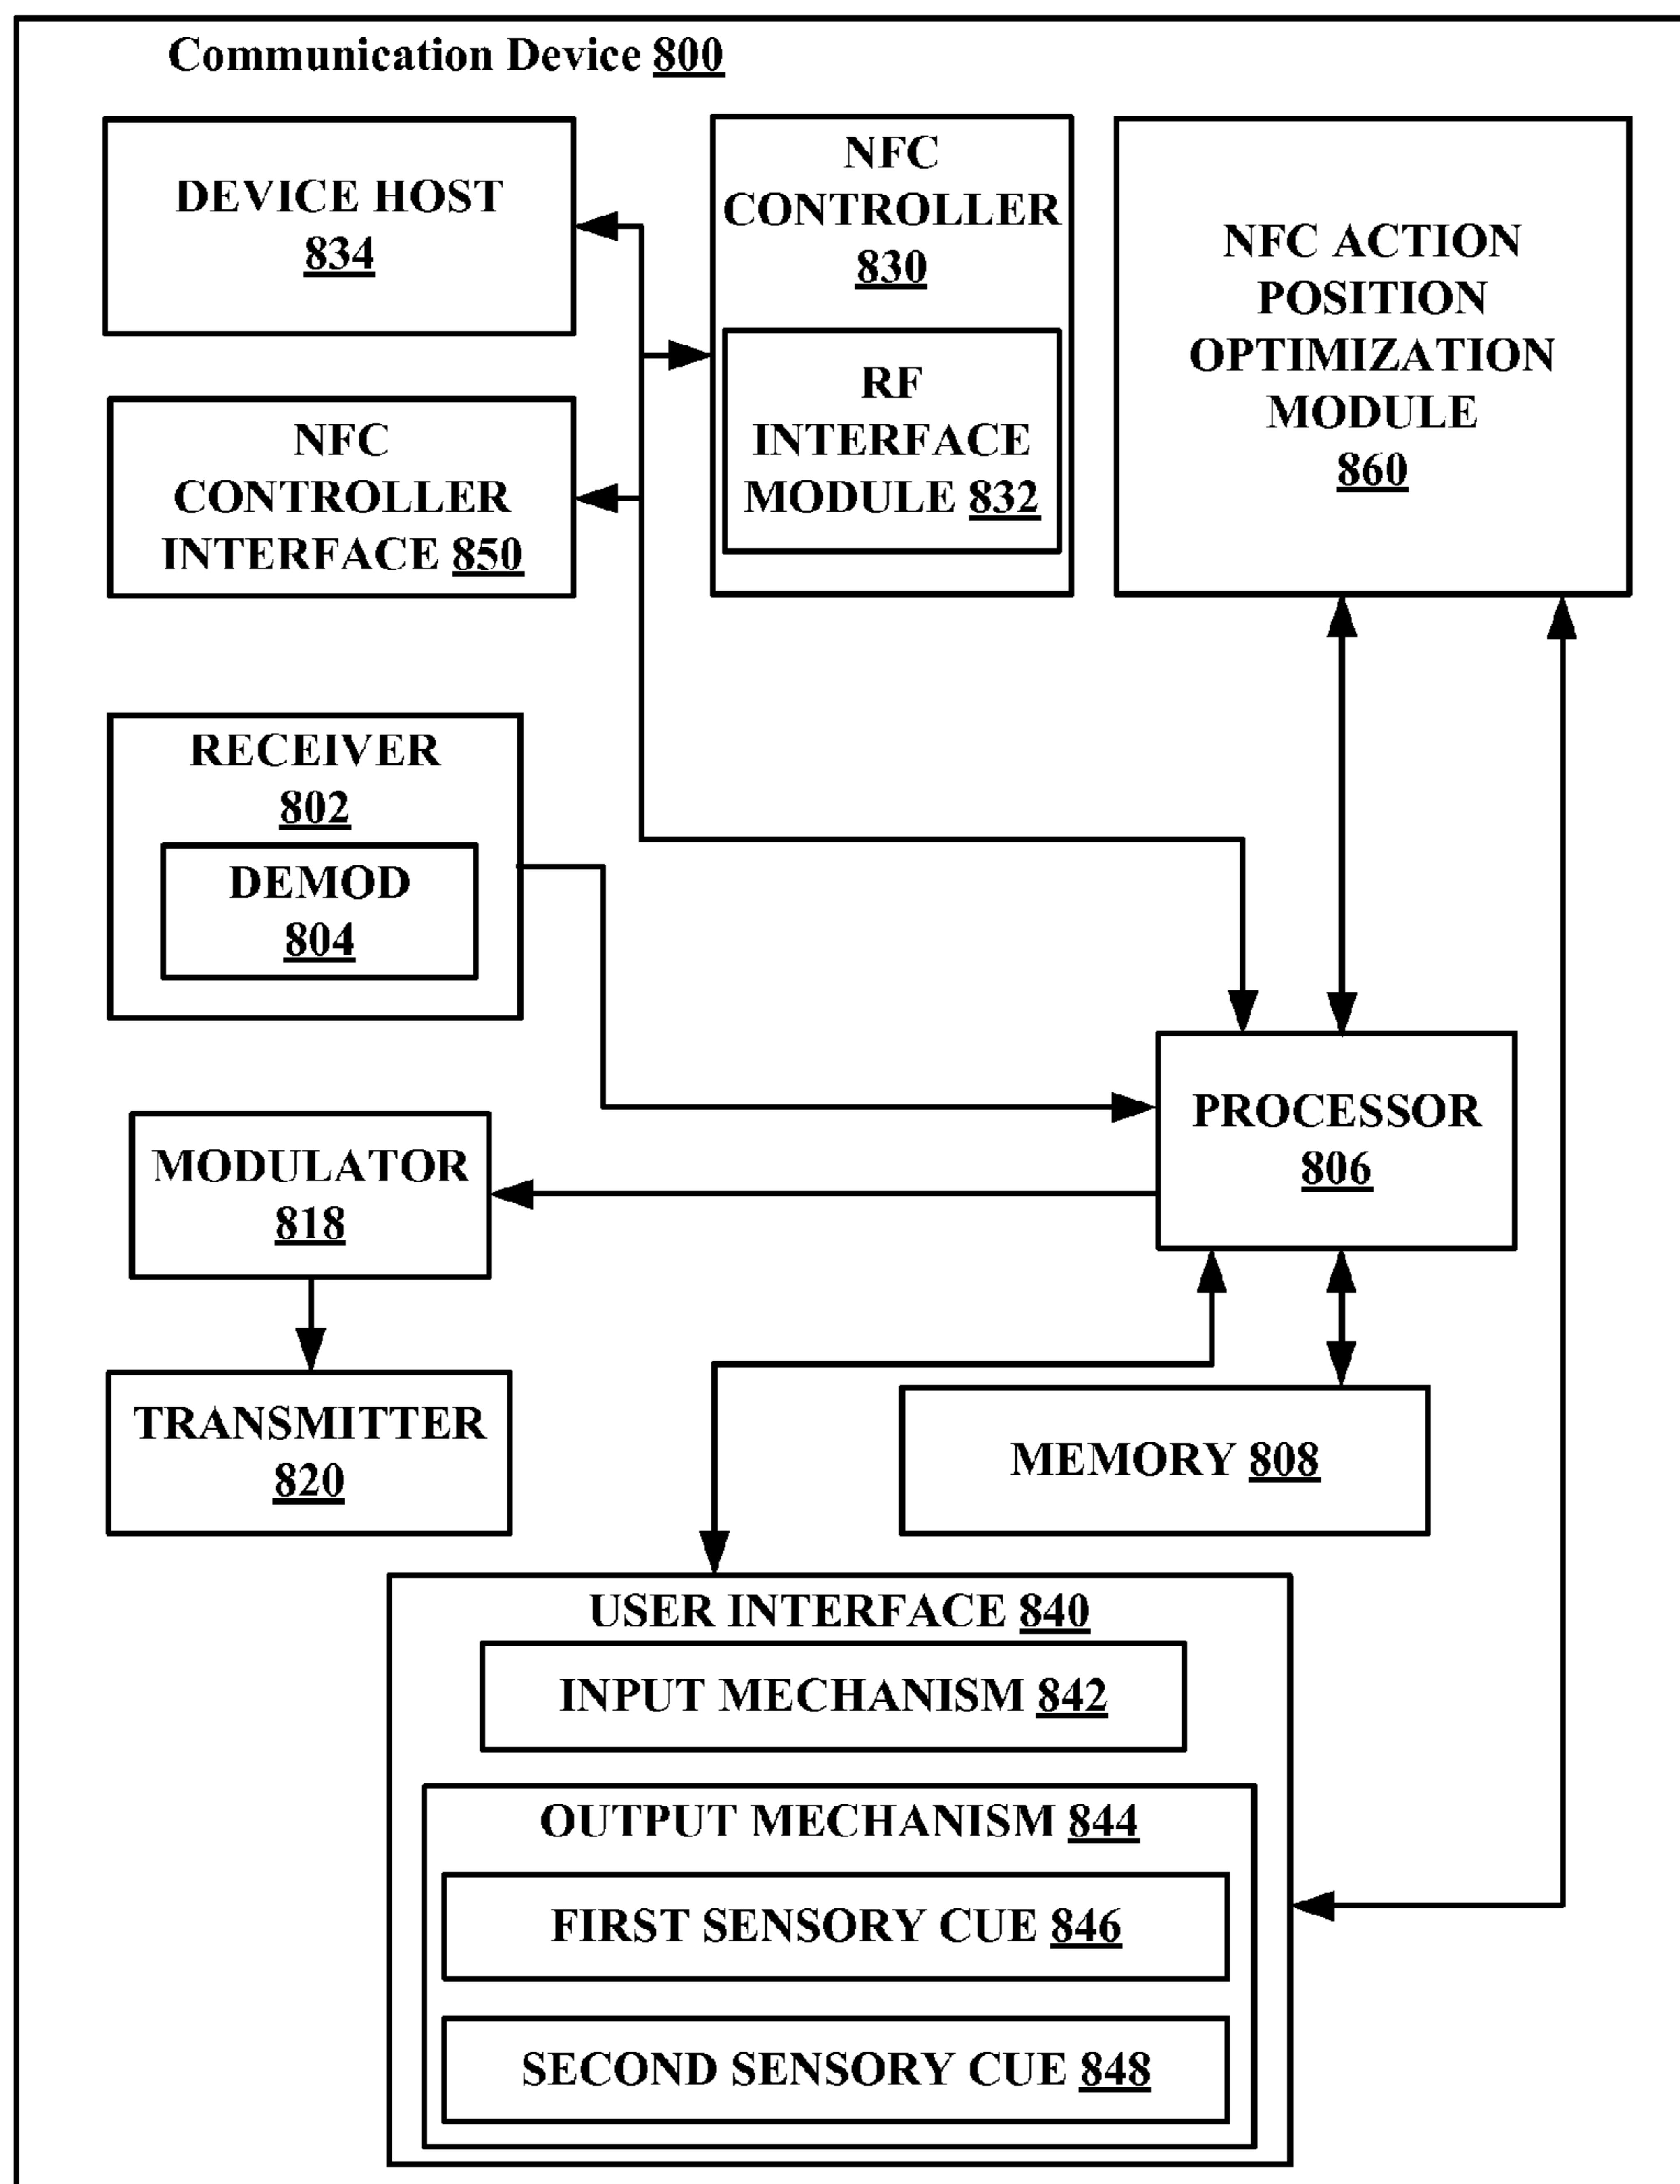 Communication Device 800
DEVICE HOST
834
NFC
CONTROLLER
830
RF
INTERFACE
MODULE 832
NFC ACTION
POSITION
OPTIMIZATION
MODULE
860
NFC
CONTROLLER
INTERFACE 850
RECEIVER
802
DEMOD
804
PROCESSOR
806
MODULATOR
818
TRANSMITTER
820
MEMORY 808
USER INTERFACE 840
INPUT MECHANISM 842
OUTPUT MECHANISM 844
FIRST SENSORY CUE 846
SECOND SENSORY CUE 848